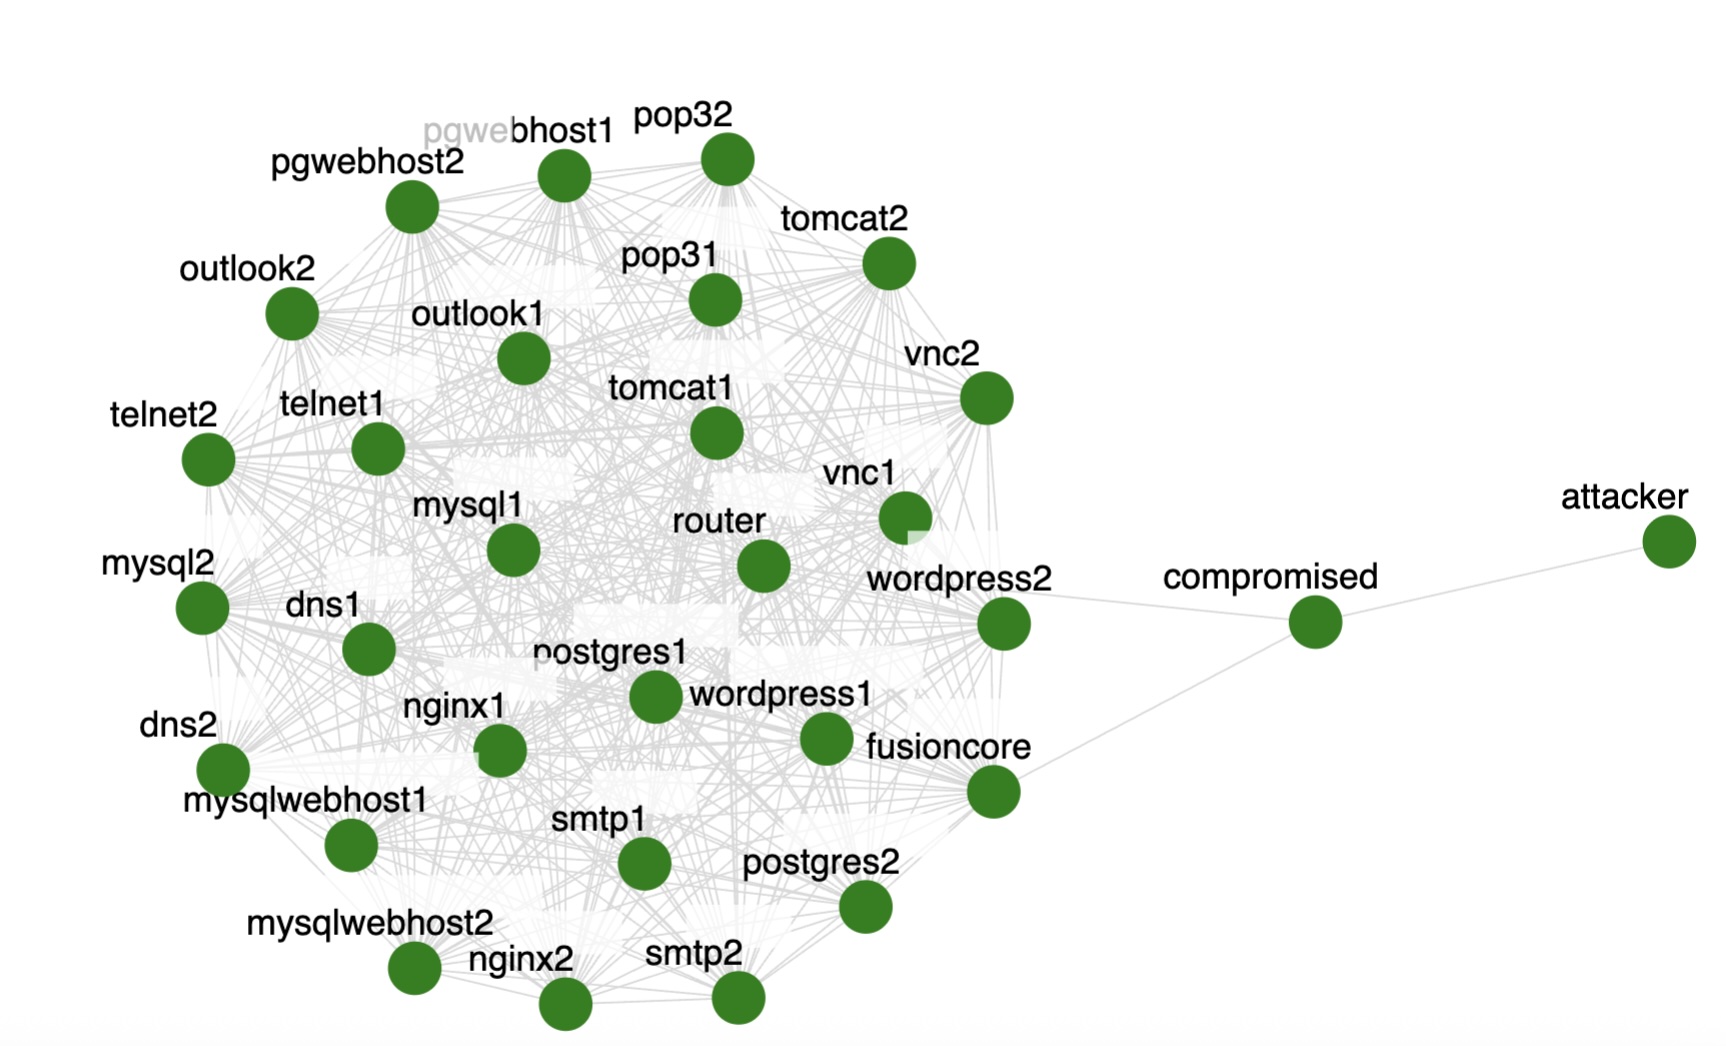 pop32
pgwebhost1
pgwebhost2
tomcat2
pop31
outlook2
outlook1
vnc2
tomcat1
telnet1
telnet2
vnc1
attacker
mysql1
router
mysql2
wordpress2
compromised
dns1
postgres1
wordpress1
nginx1
dns2
fusioncore
mysqlwebhost1
smtp1
postgres2
mysqlwebhost2
smtp2
nginx2